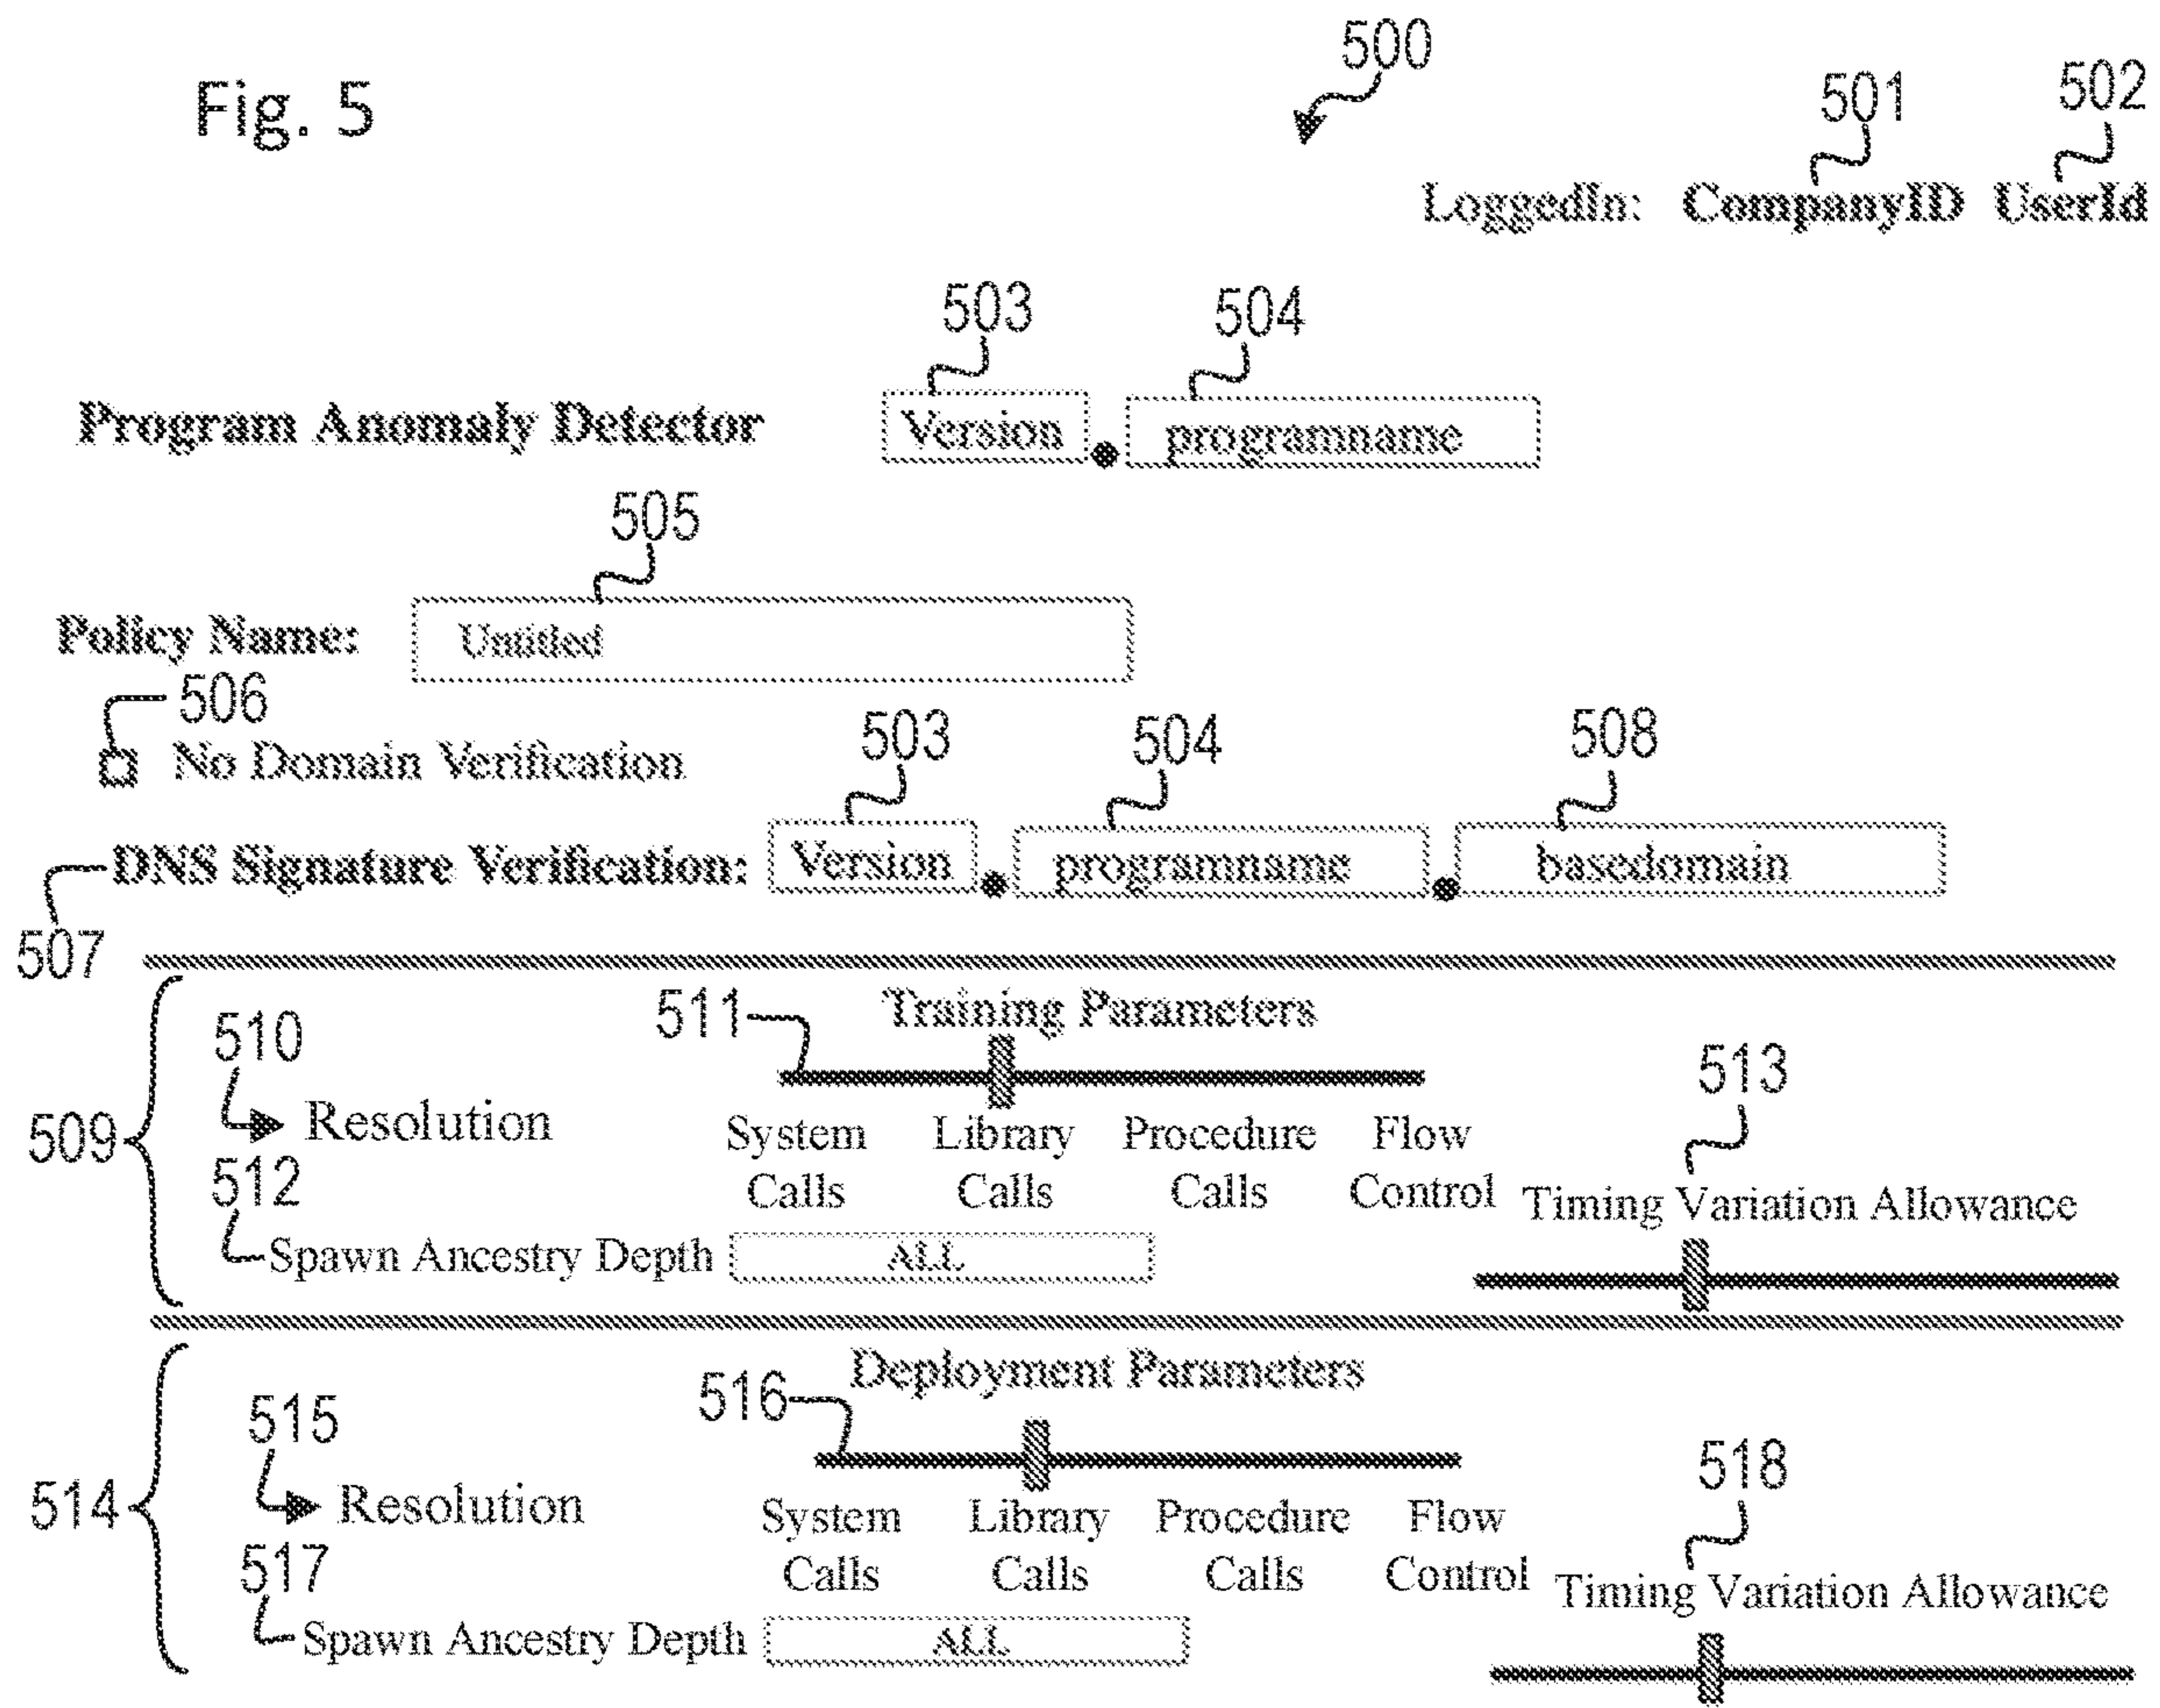 Fig. 5
500
501 502
LoggedIn: CompanyID UserId
503 504
Program Anomaly Detector Version . programname
505
Policy Name: Untitled
506
No Domain Verification
503 504 508
DNS Signature Verification: Version . programname . basedomain
507
509
Training Parameters
511
510
Resolution
System Calls
Library Calls
Procedure Calls
Flow Control
513
Timing Variation Allowance
512
Spawn Ancestry Depth ALL
514
Deployment Parameters
516
515
Resolution
System Calls
Library Calls
Procedure Calls
Flow Control
518
Timing Variation Allowance
517
Spawn Ancestry Depth ALL